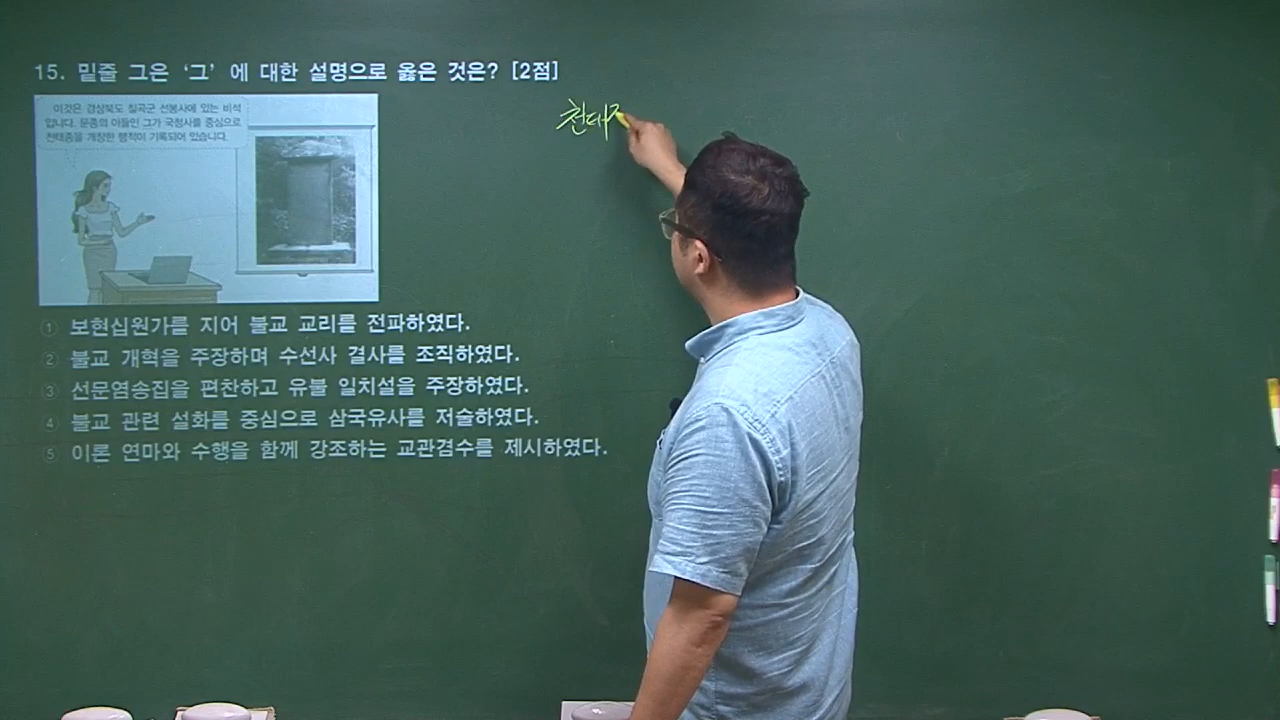 15. 밑줄 그은 ‘그’ 에 대한 설명으로 옳은 것은? [2점]
이것은 경상북도 칠곡군 선봉사에 있는 비석
입니다. 문종의 아들인 그가 국청사를 중심으로
천태종을 개창한 행적이 기록되어 있습니다.
천태
① 보현십원가를 지어 불교 교리를 전파하였다.
② 불교 개혁을 주장하며 수선사 결사를 조직하였다.
③ 선문염송집을 편찬하고 유불 일치설을 주장하였다.
④ 불교 관련 설화를 중심으로 삼국유사를 저술하였다.
⑤ 이론 연마와 수행을 함께 강조하는 교관겸수를 제시하였다.